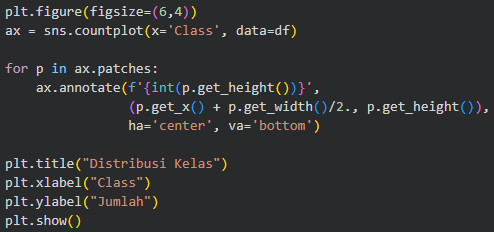 plt.figure(figsize=(6,4))
ax = sns.countplot(x='Class', data=df)
for p in ax.patches:
    ax.annotate(f'{int(p.get_height())}',
                (p.get_x() + p.get_width()/2., p.get_height()),
                ha='center', va='bottom')
plt.title("Distribusi Kelas")
plt.xlabel("Class")
plt.ylabel("Jumlah")
plt.show()